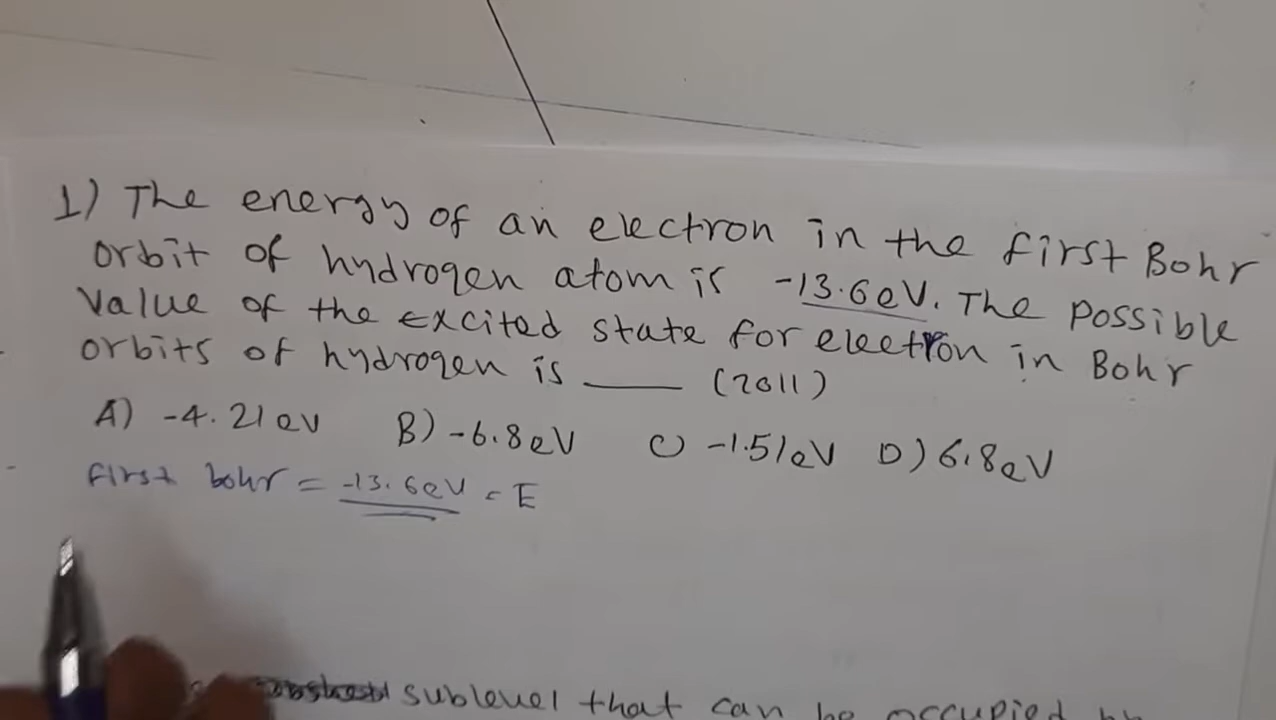 1) The energy of an electron in the first Bohr
orbit of hydrogen atom is -13.6eV. The possible
value of the excited state for electron in Bohr
orbits of hydrogen is ____ (2011)
A) -4.21eV B) -6.8eV C) -1.51eV D) 6.8eV
first bohr = -13.6eV = E
sublevel that can be occupied by